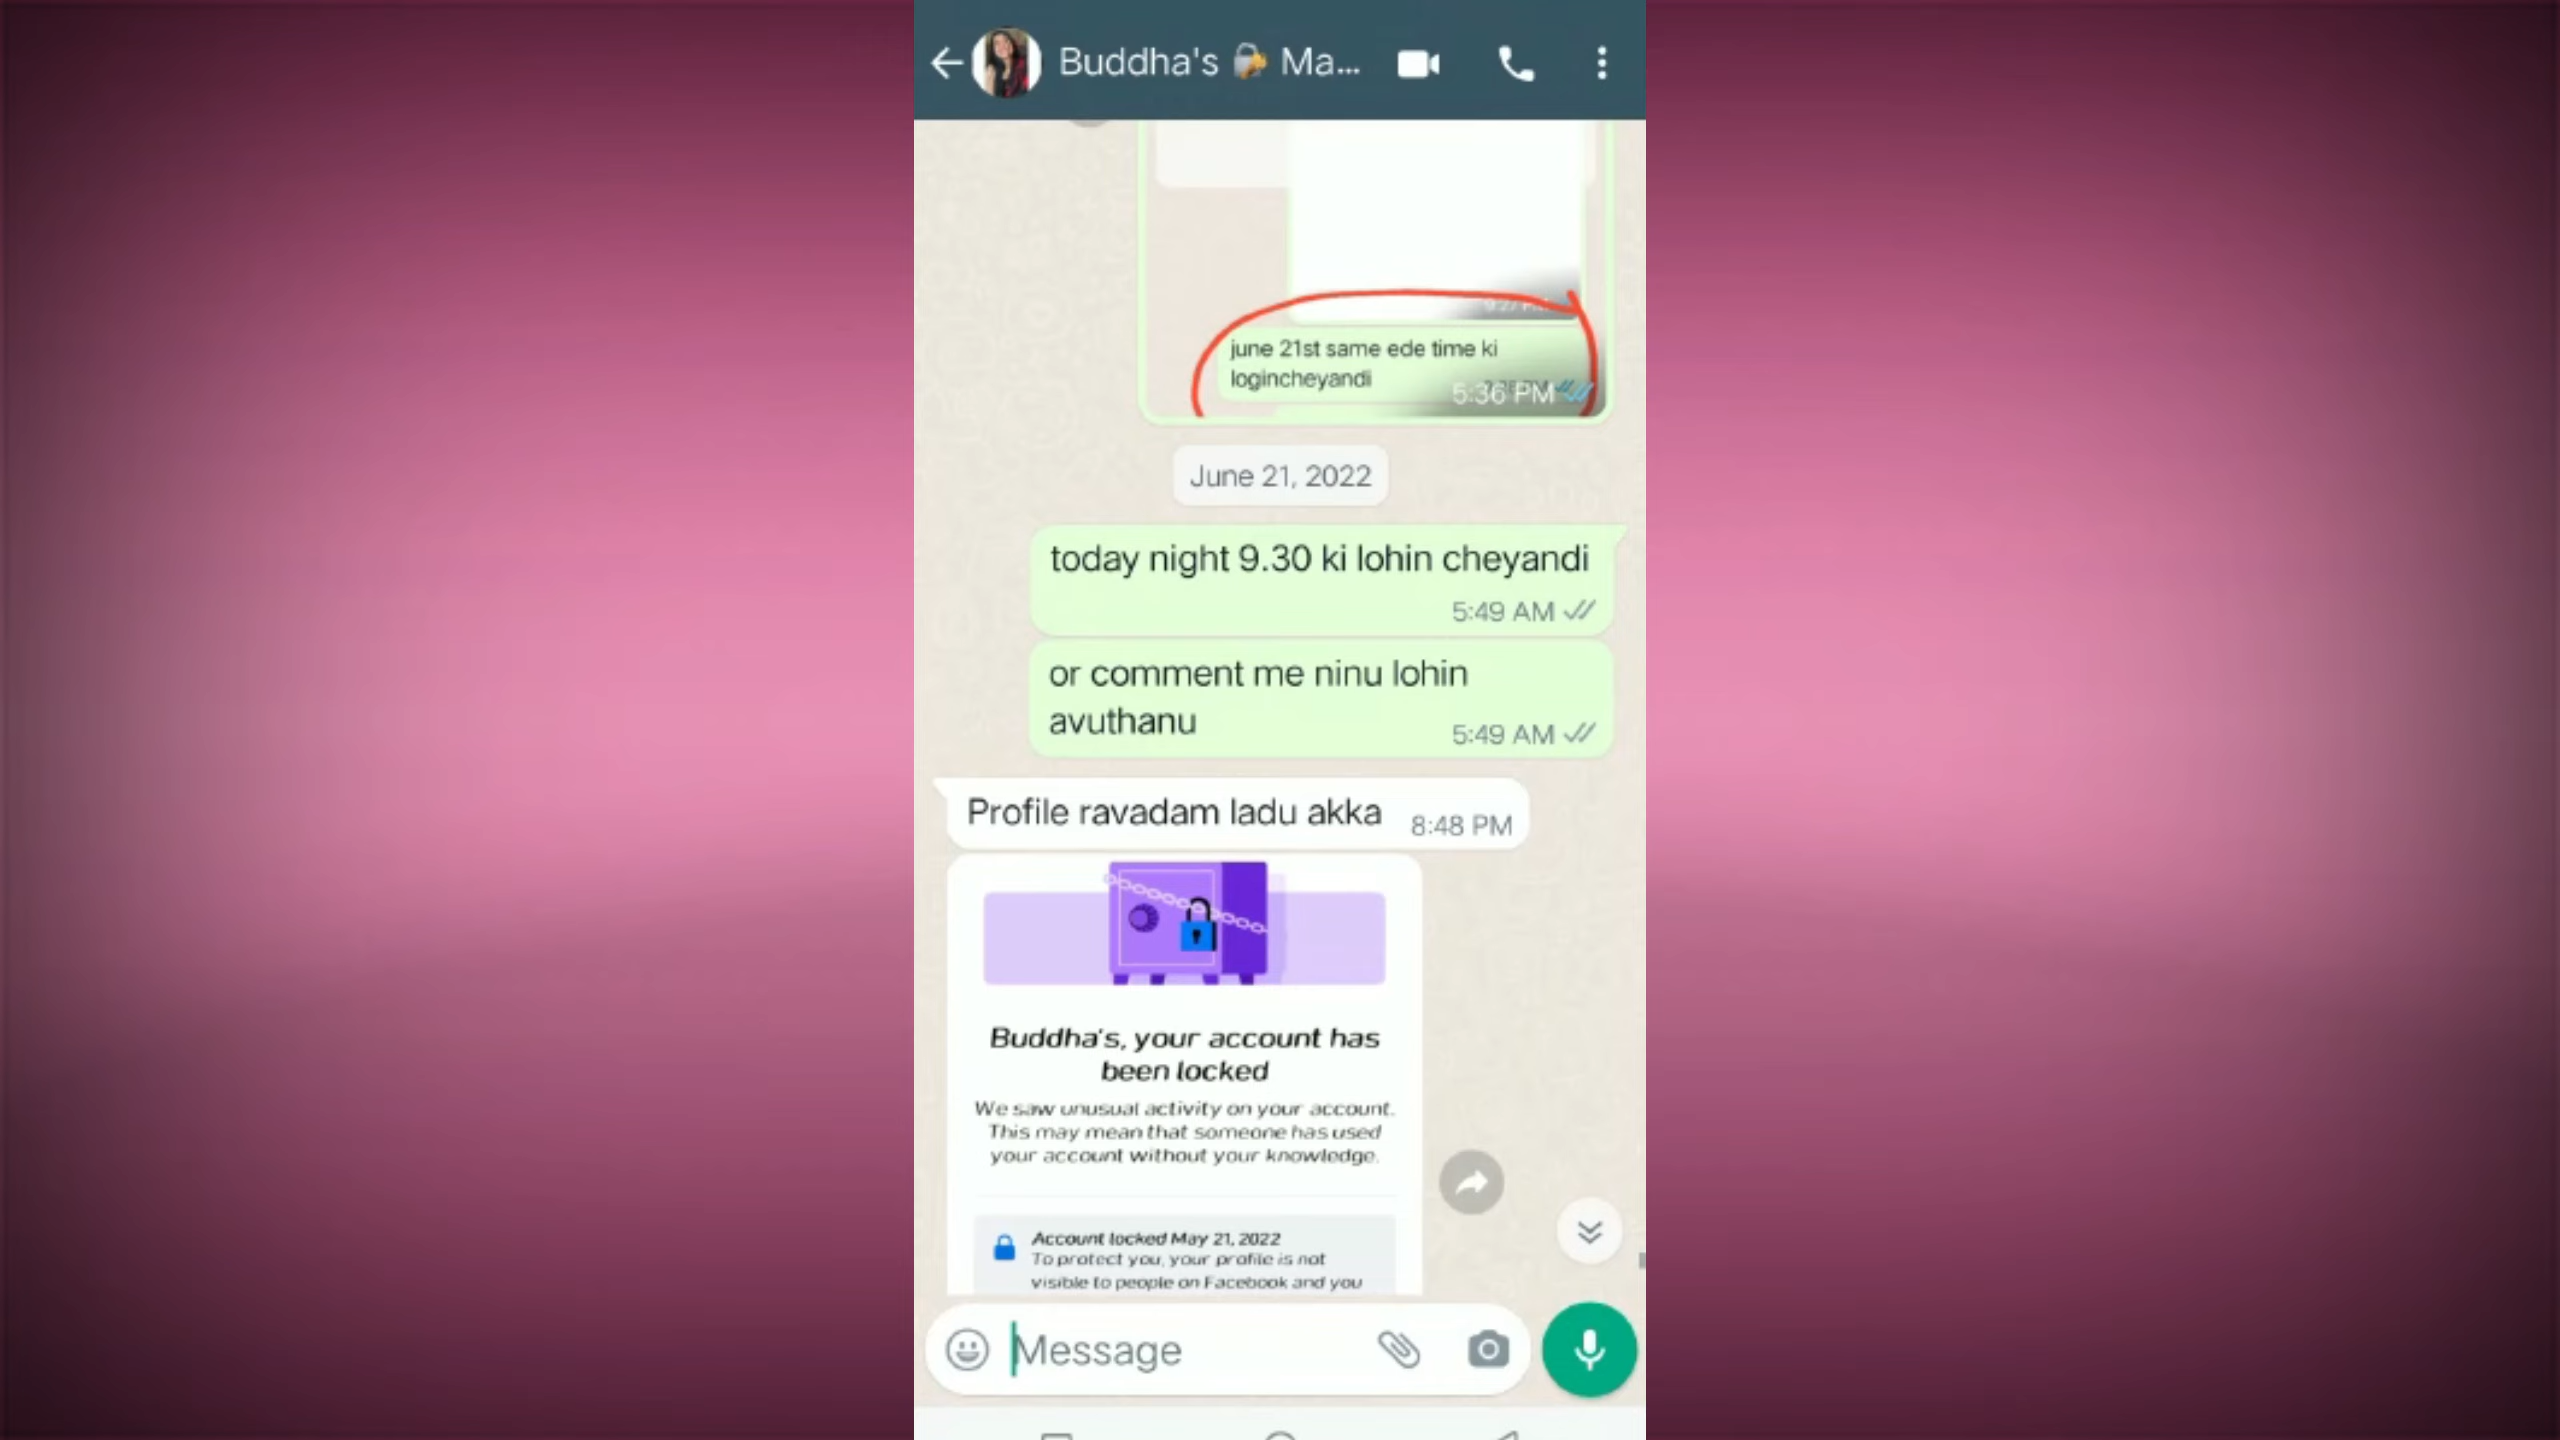 Buddha's 🔐 Ma...
june 21st same ede time ki
logincheyandi
5:36 PM
June 21, 2022
today night 9.30 ki lohin cheyandi
5:49 AM
or comment me ninu lohin
avuthanu
5:49 AM
Profile ravadam ladu akka
8:48 PM
Buddha's, your account has
been locked
We saw unusual activity on your account.
This may mean that someone has used
your account without your knowledge.
Account locked May 21, 2022
To protect you, your profile is not
visible to people on Facebook and you
Message